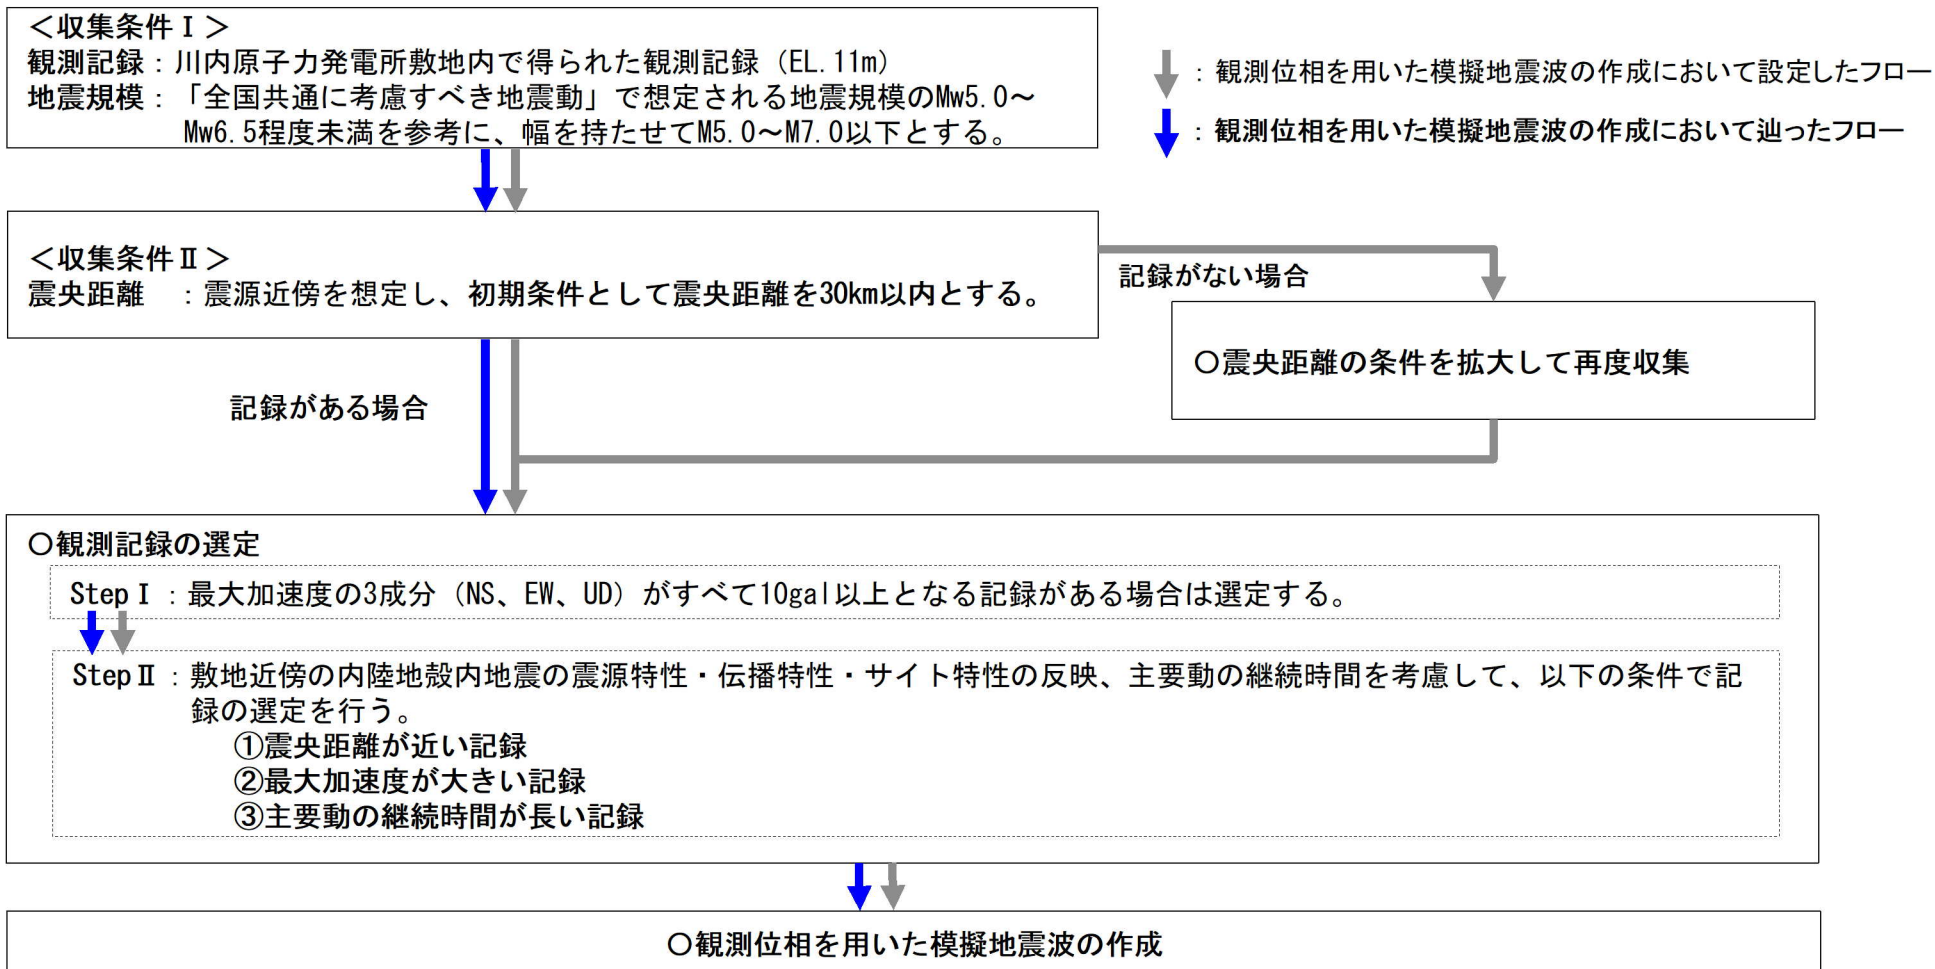 ＜収集条件Ⅰ＞
観測記録：川内原子力発電所敷地内で得られた観測記録（EL.11m）
地震規模：「全国共通に考慮すべき地震動」で想定される地震規模のMw5.0～
Mw6.5程度未満を参考に、幅を持たせてM5.0～M7.0以下とする。
：観測位相を用いた模擬地震波の作成において設定したフロー
：観測位相を用いた模擬地震波の作成において辿ったフロー
＜収集条件Ⅱ＞
震央距離　：震源近傍を想定し、初期条件として震央距離を30km以内とする。
記録がない場合
〇震央距離の条件を拡大して再度収集
記録がある場合
〇観測記録の選定
StepⅠ：最大加速度の3成分（NS、EW、UD）がすべて10gal以上となる記録がある場合は選定する。
StepⅡ：敷地近傍の内陸地殻内地震の震源特性・伝播特性・サイト特性の反映、主要動の継続時間を考慮して、以下の条件で記
録の選定を行う。
①震央距離が近い記録
②最大加速度が大きい記録
③主要動の継続時間が長い記録
〇観測位相を用いた模擬地震波の作成